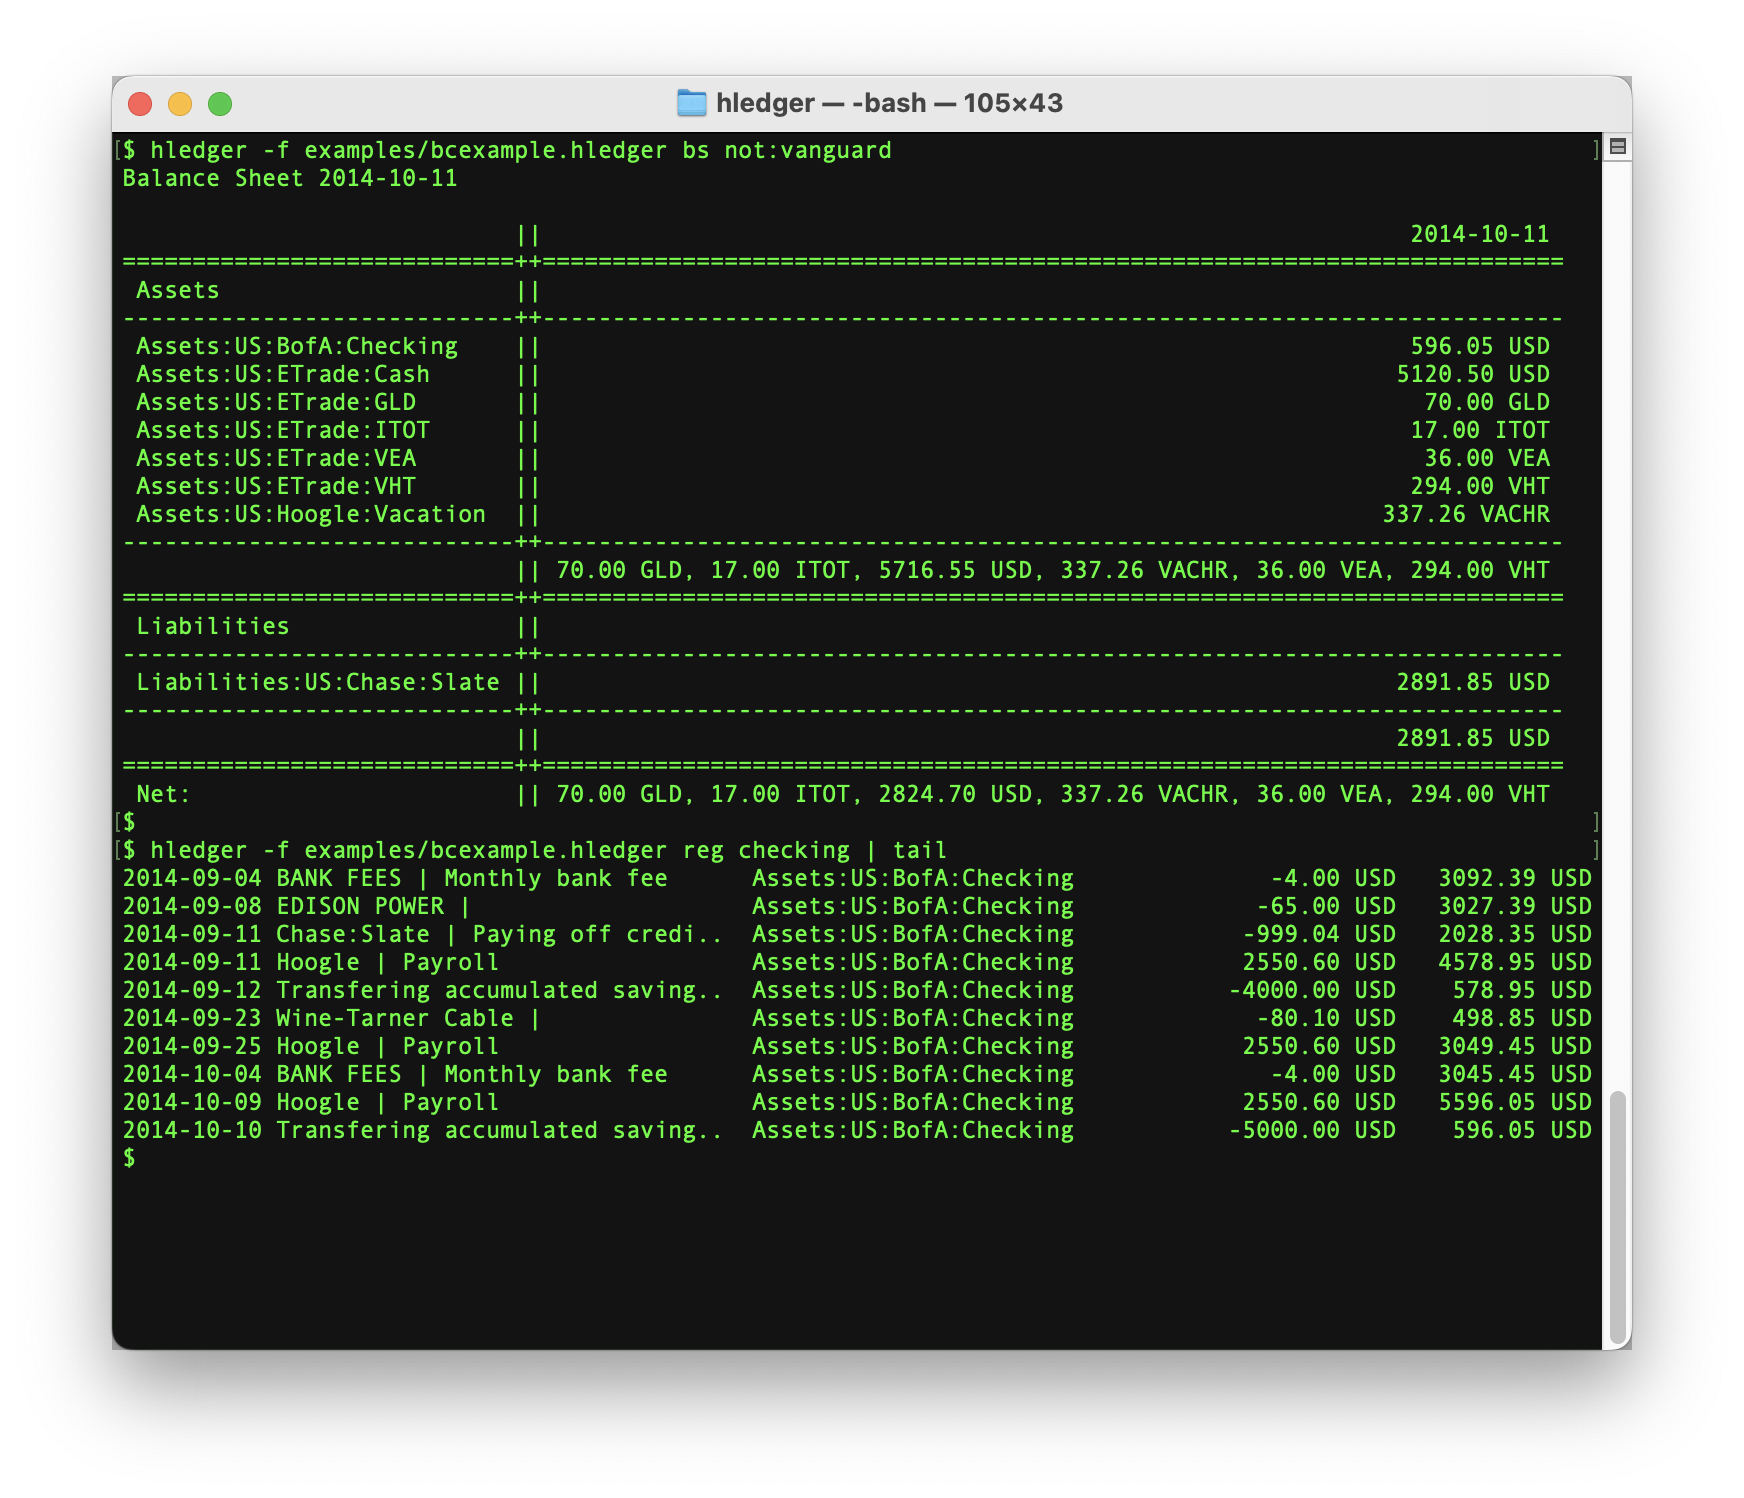 hledger — -bash — 105×43
$ hledger -f examples/bcexample.hledger bs not:vanguard
Balance Sheet 2014-10-11
                            ||                                                              2014-10-11
============================++=========================================================================
 Assets                     ||
----------------------------++-------------------------------------------------------------------------
 Assets:US:BofA:Checking    ||                                                              596.05 USD
 Assets:US:ETrade:Cash      ||                                                             5120.50 USD
 Assets:US:ETrade:GLD       ||                                                               70.00 GLD
 Assets:US:ETrade:ITOT      ||                                                              17.00 ITOT
 Assets:US:ETrade:VEA       ||                                                               36.00 VEA
 Assets:US:ETrade:VHT       ||                                                              294.00 VHT
 Assets:US:Hoogle:Vacation  ||                                                            337.26 VACHR
----------------------------++-------------------------------------------------------------------------
                            || 70.00 GLD, 17.00 ITOT, 5716.55 USD, 337.26 VACHR, 36.00 VEA, 294.00 VHT
============================++=========================================================================
 Liabilities                ||
----------------------------++-------------------------------------------------------------------------
 Liabilities:US:Chase:Slate ||                                                             2891.85 USD
----------------------------++-------------------------------------------------------------------------
                            ||                                                             2891.85 USD
============================++=========================================================================
 Net:                       || 70.00 GLD, 17.00 ITOT, 2824.70 USD, 337.26 VACHR, 36.00 VEA, 294.00 VHT
$
$ hledger -f examples/bcexample.hledger reg checking | tail
2014-09-04 BANK FEES | Monthly bank fee      Assets:US:BofA:Checking              -4.00 USD   3092.39 USD
2014-09-08 EDISON POWER |                    Assets:US:BofA:Checking             -65.00 USD   3027.39 USD
2014-09-11 Chase:Slate | Paying off credi..  Assets:US:BofA:Checking            -999.04 USD   2028.35 USD
2014-09-11 Hoogle | Payroll                  Assets:US:BofA:Checking            2550.60 USD   4578.95 USD
2014-09-12 Transfering accumulated saving..  Assets:US:BofA:Checking           -4000.00 USD    578.95 USD
2014-09-23 Wine-Tarner Cable |               Assets:US:BofA:Checking             -80.10 USD    498.85 USD
2014-09-25 Hoogle | Payroll                  Assets:US:BofA:Checking            2550.60 USD   3049.45 USD
2014-10-04 BANK FEES | Monthly bank fee      Assets:US:BofA:Checking              -4.00 USD   3045.45 USD
2014-10-09 Hoogle | Payroll                  Assets:US:BofA:Checking            2550.60 USD   5596.05 USD
2014-10-10 Transfering accumulated saving..  Assets:US:BofA:Checking           -5000.00 USD    596.05 USD
$